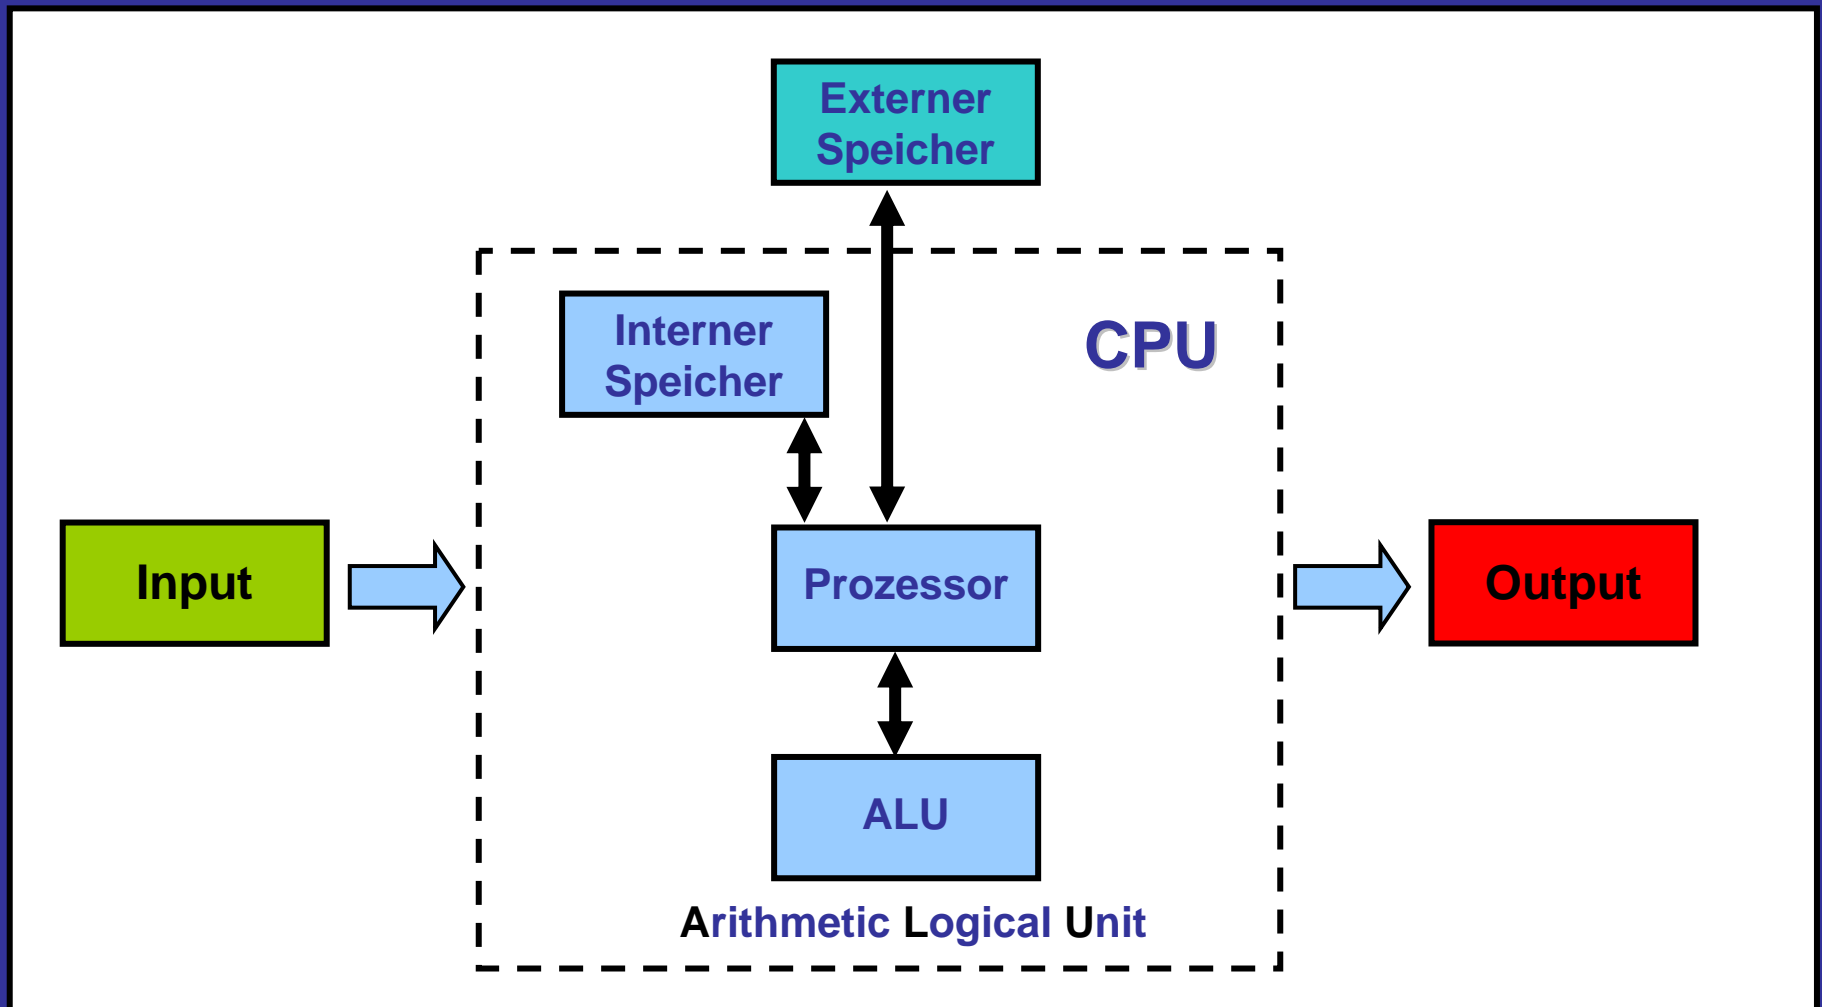 Externer
Speicher
Interner
Speicher
CPU
Input
Prozessor
Output
ALU
Arithmetic Logical Unit